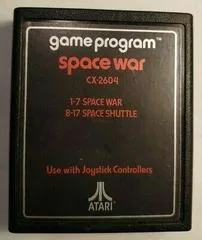 game program™
space war
CX-2604
1-7 SPACE WAR
8-17 SPACE SHUTTLE
Use with Joystick Controllers
ATARI